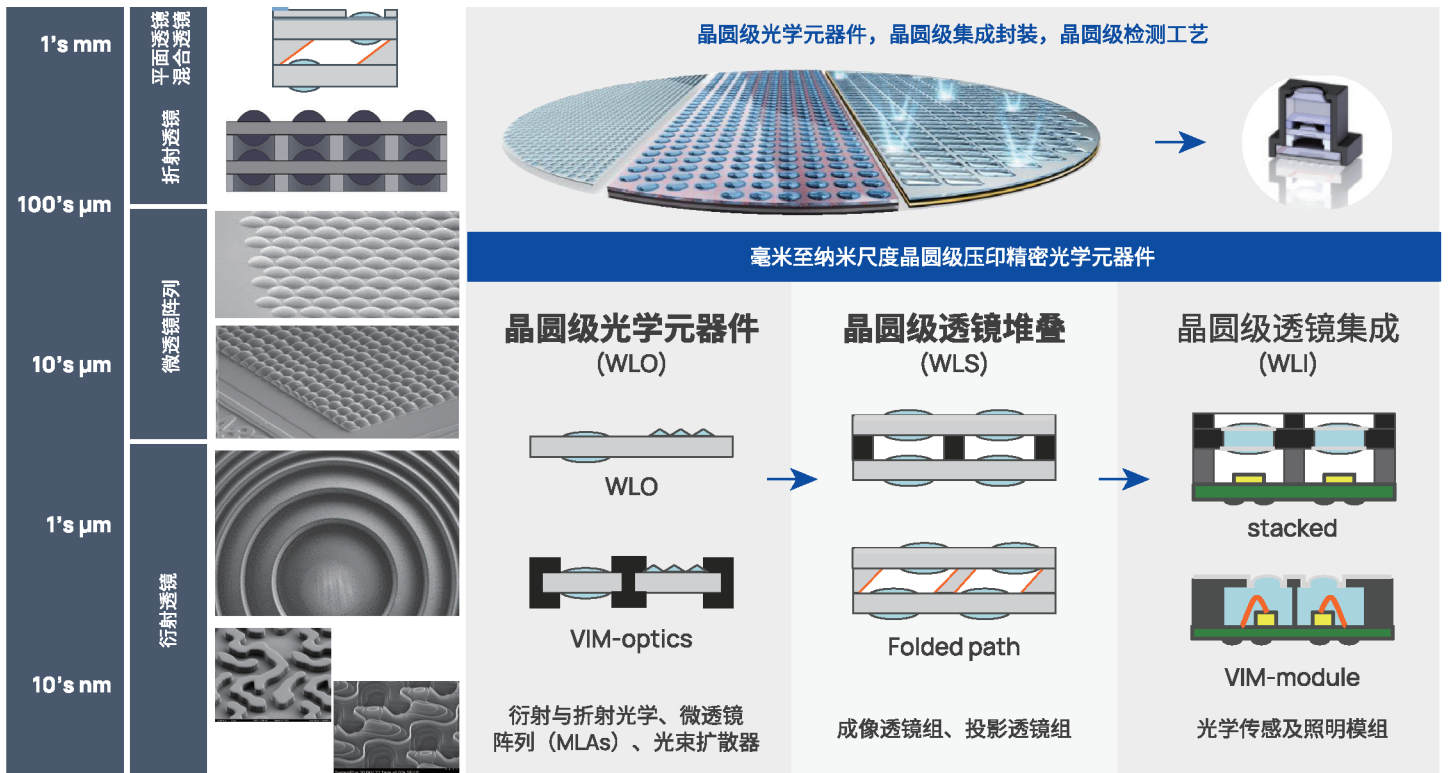 1's mm
100's μm
10's μm
1's μm
10's nm
平面透镜
混合透镜
折射透镜
微透镜阵列
衍射透镜
晶圆级光学元器件，晶圆级集成封装，晶圆级检测工艺
毫米至纳米尺度晶圆级压印精密光学元器件
晶圆级光学元器件
(WLO)
WLO
VIM-optics
衍射与折射光学、微透镜
阵列（MLAs）、光束扩散器
晶圆级透镜堆叠
(WLS)
Folded path
成像透镜组、投影透镜组
晶圆级透镜集成
(WLI)
stacked
VIM-module
光学传感及照明模组